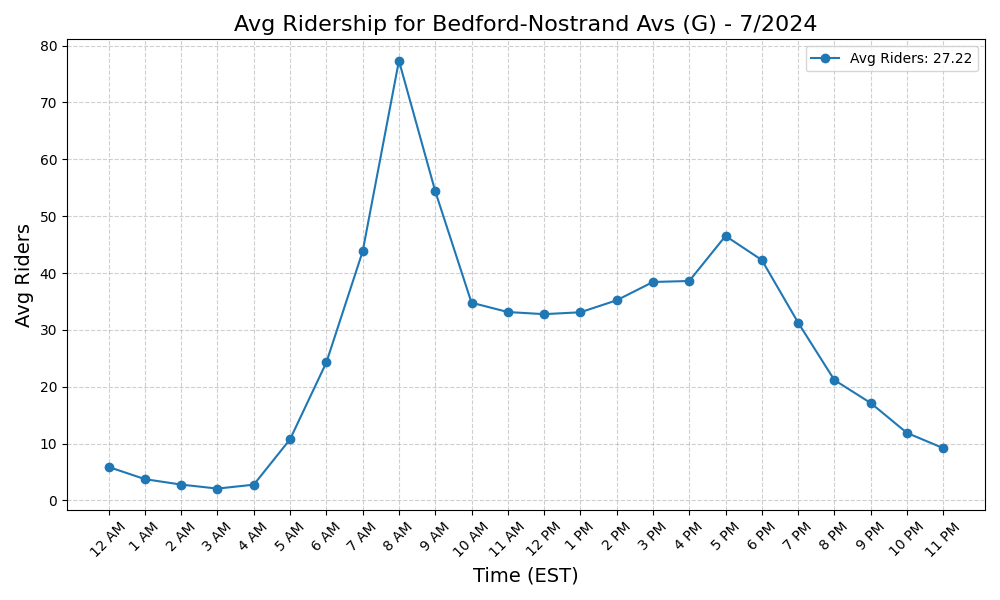 Avg Ridership for Bedford-Nostrand Avs (G) - 7/2024
Avg Riders: 27.22
Avg Riders
80
70
60
50
40
30
20
10
0
12 AM
1 AM
2 AM
3 AM
4 AM
5 AM
6 AM
7 AM
8 AM
9 AM
10 AM
11 AM
12 PM
1 PM
2 PM
3 PM
4 PM
5 PM
6 PM
7 PM
8 PM
9 PM
10 PM
11 PM
Time (EST)